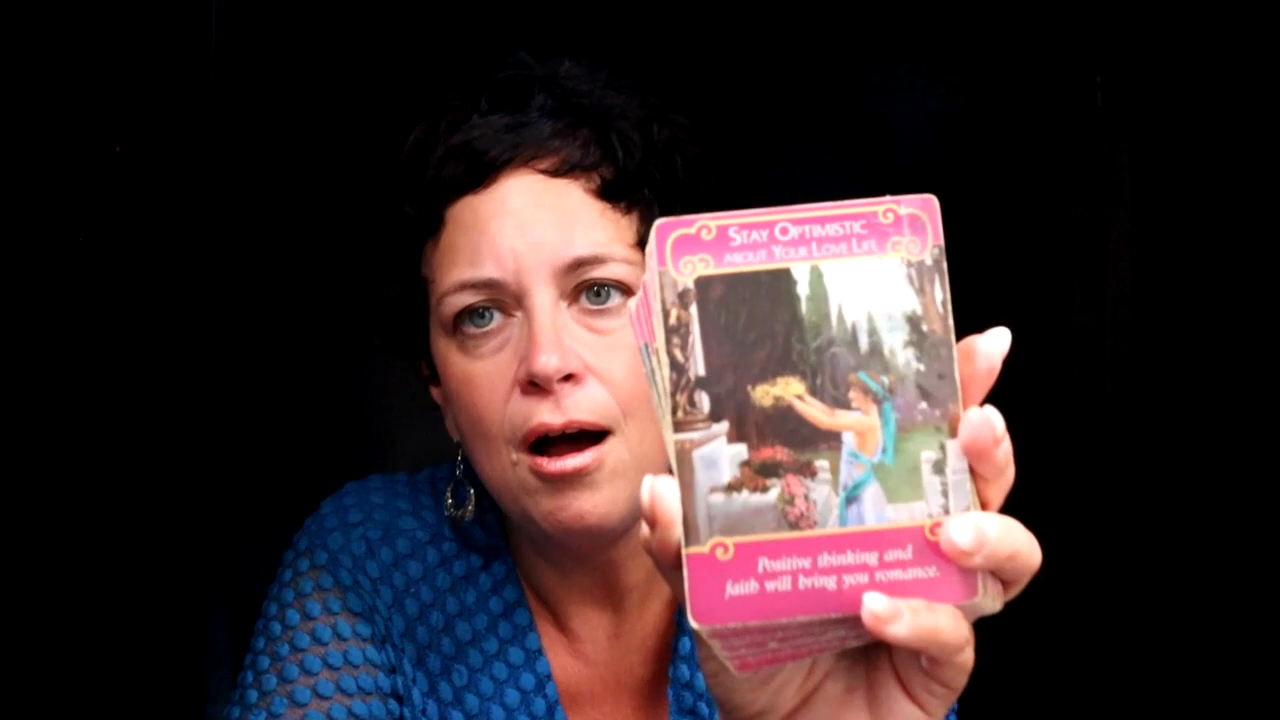 STAY OPTIMISTIC
ABOUT YOUR LOVE LIFE
Positive thinking and
faith will bring you romance.